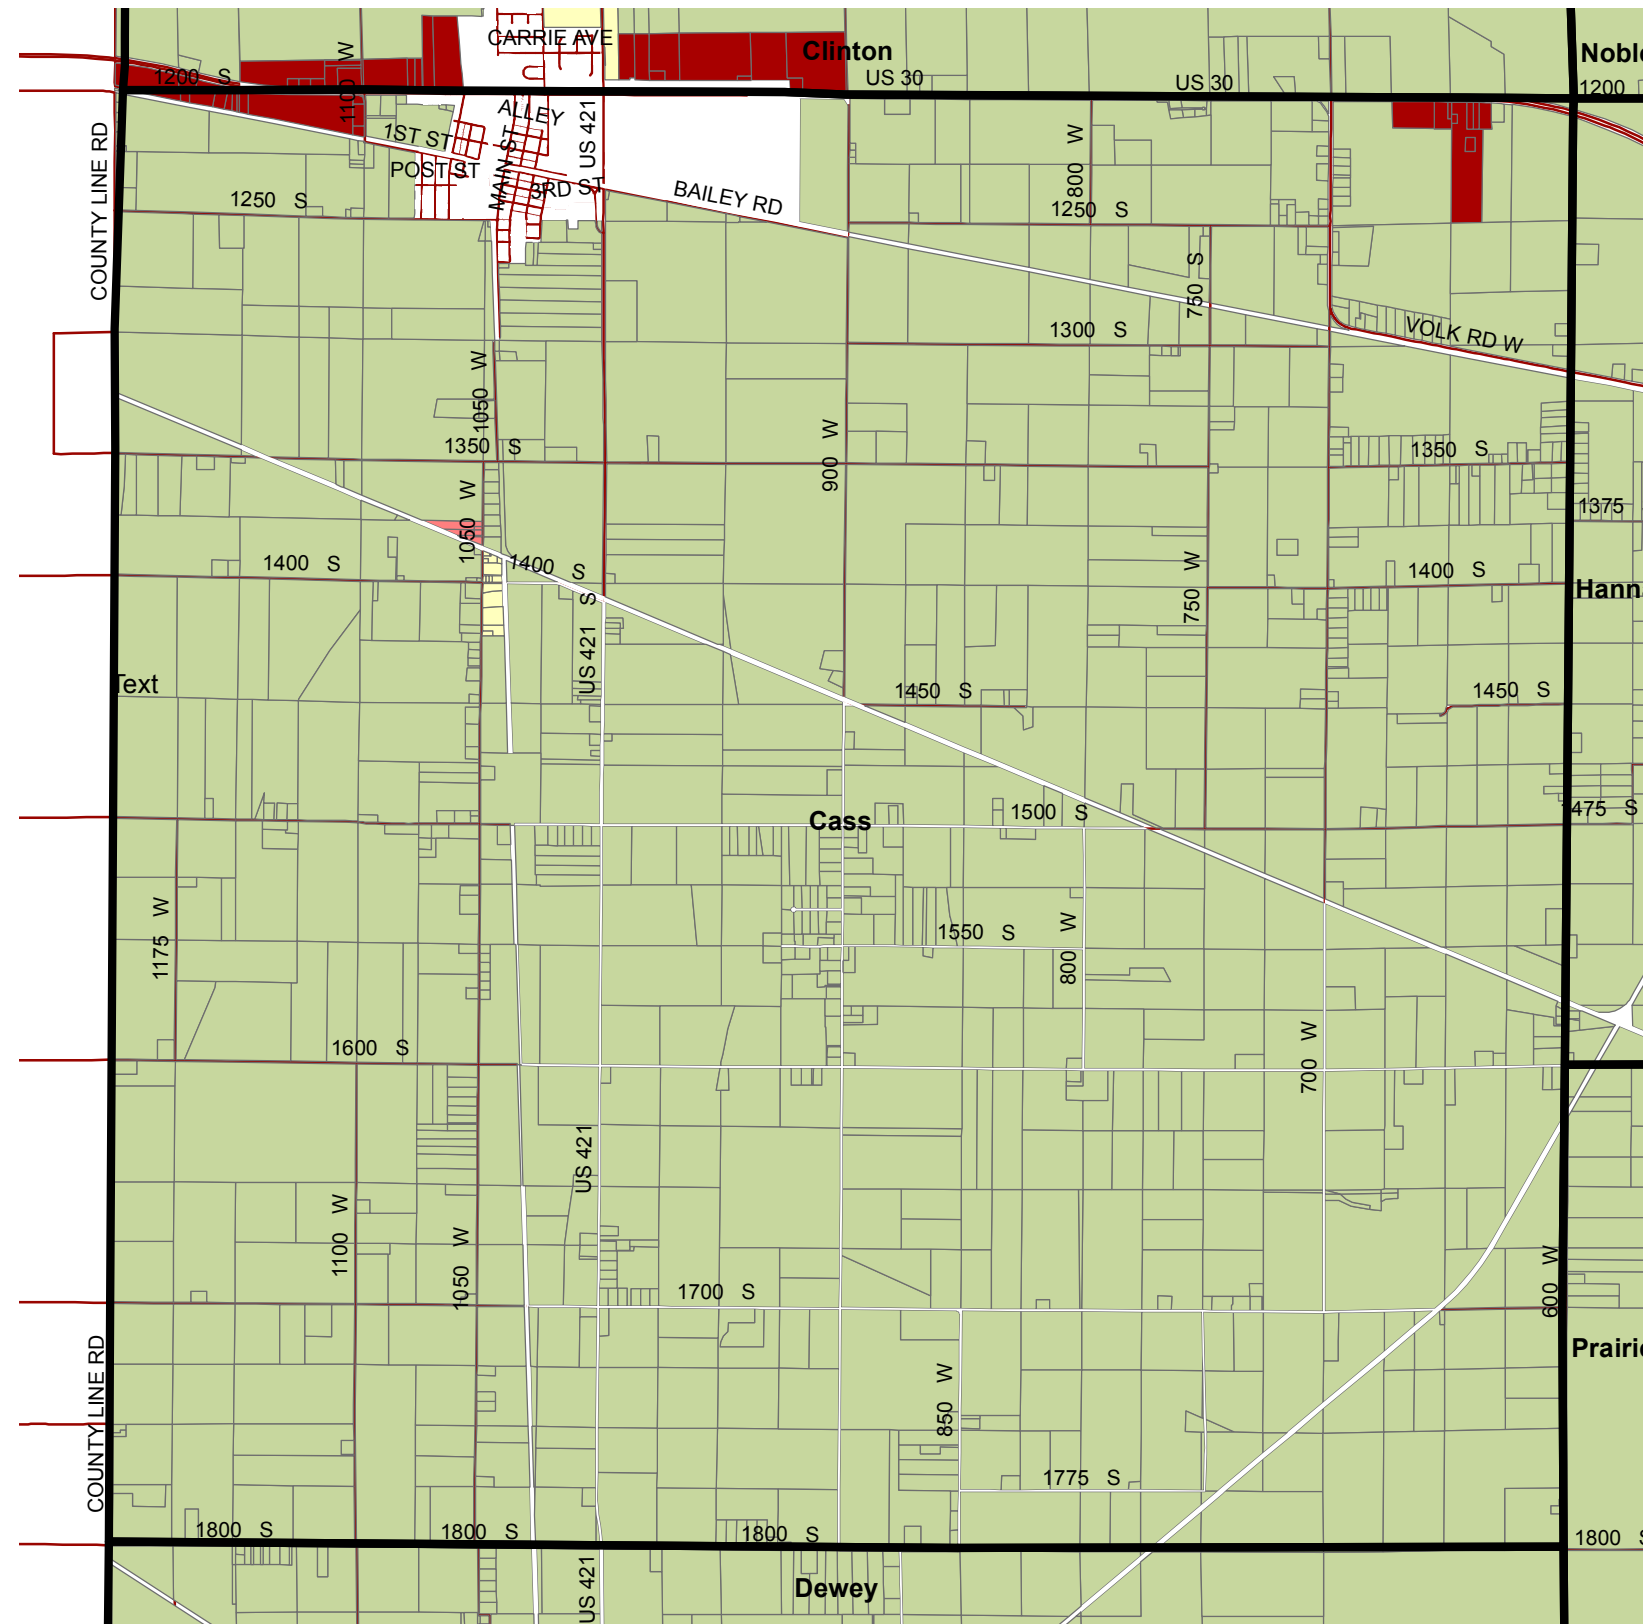 CARRIE AVE
Clinton
Noble
1200 S
US 30
US 30
1200
1100 W
ALLEY
US 421
1ST ST
MAIN ST
POST ST
3RD ST
BAILEY RD
800 W
COUNTY LINE RD
1250 S
1250 S
750 S
1300 S
VOLK RD W
1050 W
1350 S
900 W
1350 S
1050 W
1375
1400 S
1400 S
750 W
1400 S
Hanna
US 421 S
Text
1450 S
1450 S
Cass
1500 S
1475 S
1175 W
1550 S
800 W
1600 S
700 W
US 421
1100 W
1050 W
1700 S
600 W
COUNTY LINE RD
Prairie
850 W
1775 S
1800 S
1800 S
1800 S
1800 S
US 421
Dewey